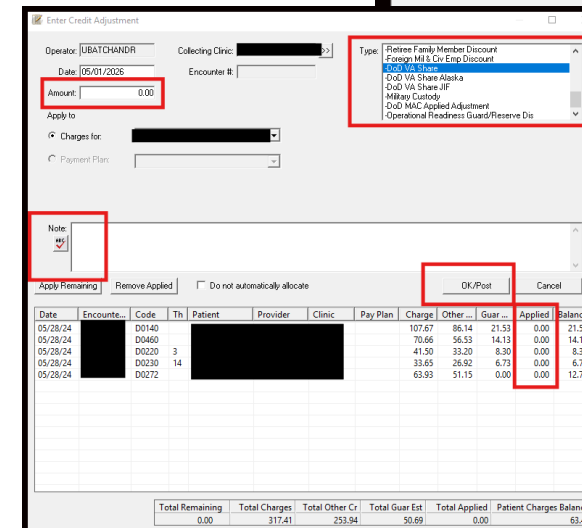 Enter Credit Adjustment
Operator: UBATCHANDR Collecting Clinic: >> Type: -Retiree Family Member Discount
-Foreign Mil & Civ Emp Discount
-DoD VA Share
-DoD VA Share Alaska
-DoD VA Share JIF
-Military Custody
-DoD MAC Applied Adjustment
-Operational Readiness Guard/Reserve Dis
Date: 05/01/2026 Encounter #:
Amount: 0.00
Apply to
Charges for:
Payment Plan:
Note:
ABC
Apply Remaining Remove Applied Do not automatically allocate OK/Post Cancel
Date Encounte... Code Th Patient Provider Clinic Pay Plan Charge Other ... Guar ... Applied Balanc
05/28/24 D0140 107.67 86.14 21.53 0.00 21.5
05/28/24 D0460 70.66 56.53 14.13 0.00 14.1
05/28/24 D0220 3 41.50 33.20 8.30 0.00 8.3
05/28/24 D0230 14 33.65 26.92 6.73 0.00 6.7
05/28/24 D0272 63.93 51.15 0.00 0.00 12.7
Total Remaining Total Charges Total Other Cr Total Guar Est Total Applied Patient Charges Balanc
0.00 317.41 253.94 50.69 0.00 63.4